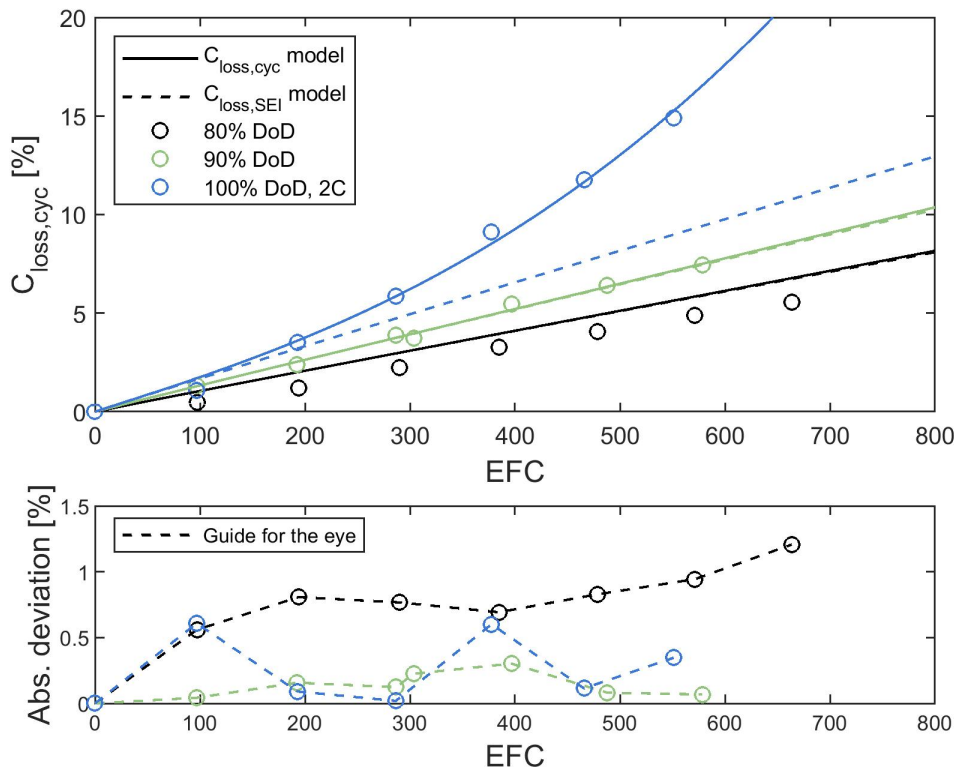 20
15
10
5
0
C_loss,cyc [%]
C_loss,cyc model
C_loss,SEI model
80% DoD
90% DoD
100% DoD, 2C
0 100 200 300 400 500 600 700 800
EFC
1.5
1
0.5
0
Abs. deviation [%]
Guide for the eye
0 100 200 300 400 500 600 700 800
EFC